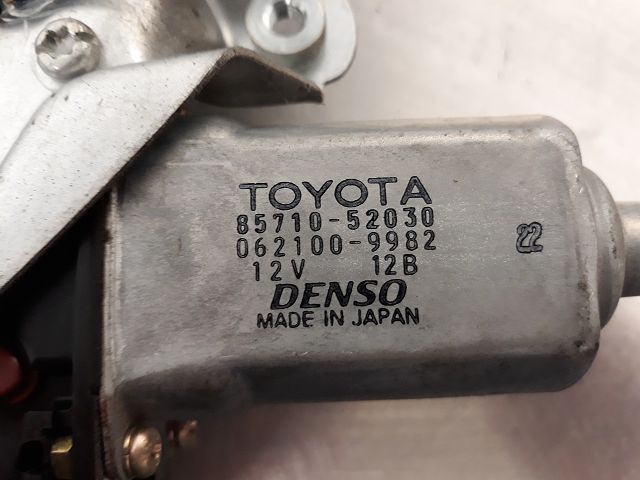 TOYOTA
85710-52030
062100-9982
12V 12B
DENSO
MADE IN JAPAN
22